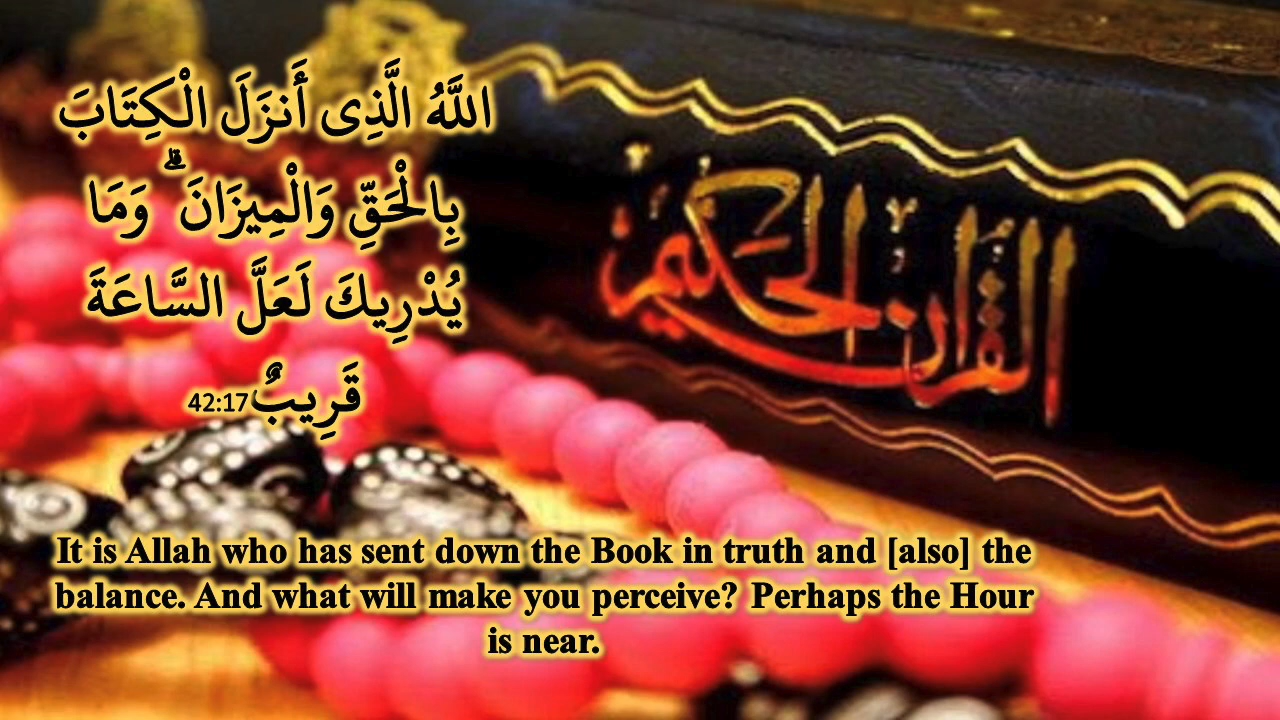 اللَّهُ الَّذِى أَنزَلَ الْكِتَابَ
بِالْحَقِّ وَالْمِيزَانَ ۗ وَمَا
يُدْرِيكَ لَعَلَّ السَّاعَةَ
قَرِيبٌ42:17
القرآن الحكيم
It is Allah who has sent down the Book in truth and [also] the
balance. And what will make you perceive? Perhaps the Hour
is near.